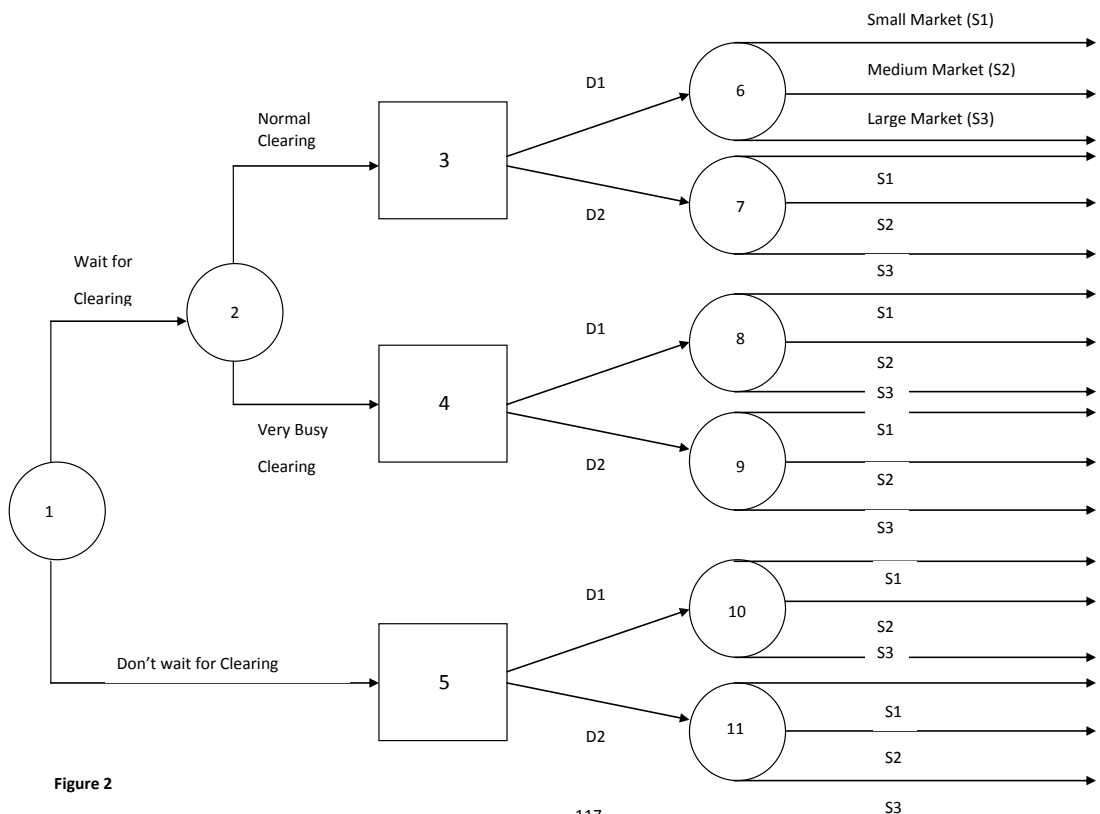 Small Market (S1)
D1
6
Medium Market (S2)
Normal
Clearing
Large Market (S3)
3
S1
7
D2
S2
Wait for
S3
Clearing
2
S1
D1
8
S2
S3
4
Very Busy
S1
Clearing
D2
9
S2
1
S3
S1
D1
10
S2
S3
Don't wait for Clearing
5
S1
D2
11
S2
Figure 2
S3